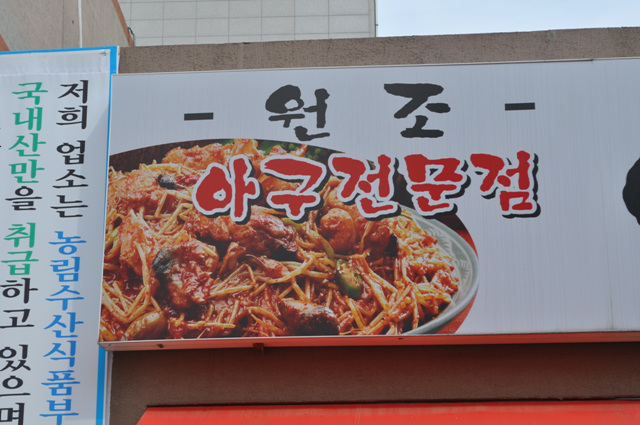 - 원조 -
아구전문점
저희 업소는 농림수산식품부
국내산만을 취급하고 있으며